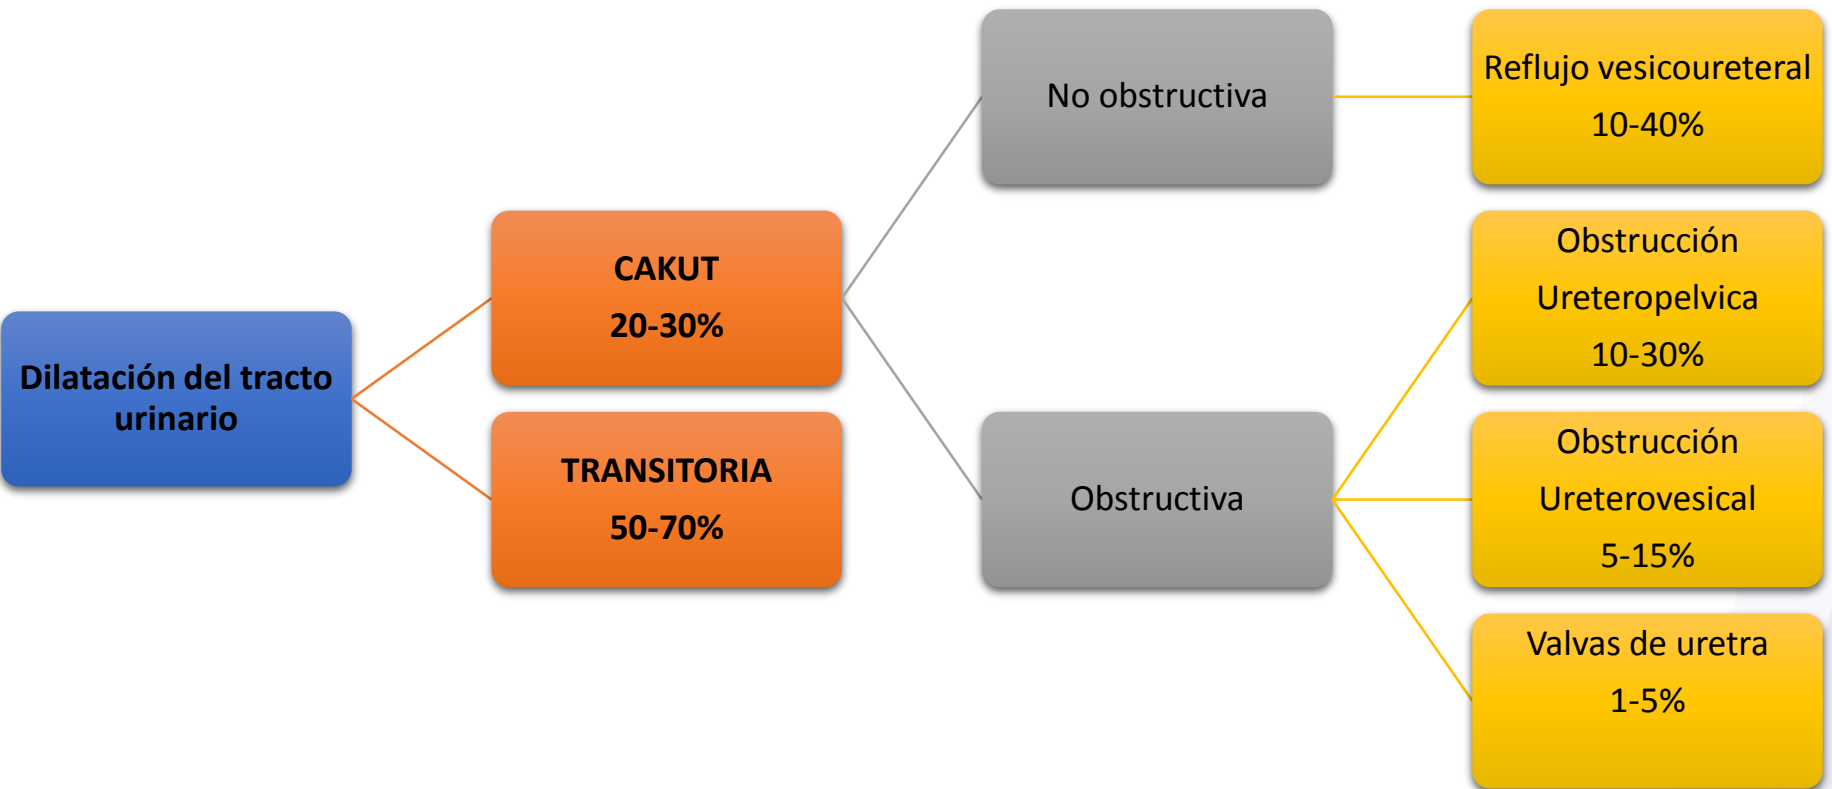 Dilatación del tracto
urinario
CAKUT
20-30%
TRANSITORIA
50-70%
No obstructiva
Obstructiva
Reflujo vesicoureteral
10-40%
Obstrucción
Ureteropelvica
10-30%
Obstrucción
Ureterovesical
5-15%
Valvas de uretra
1-5%